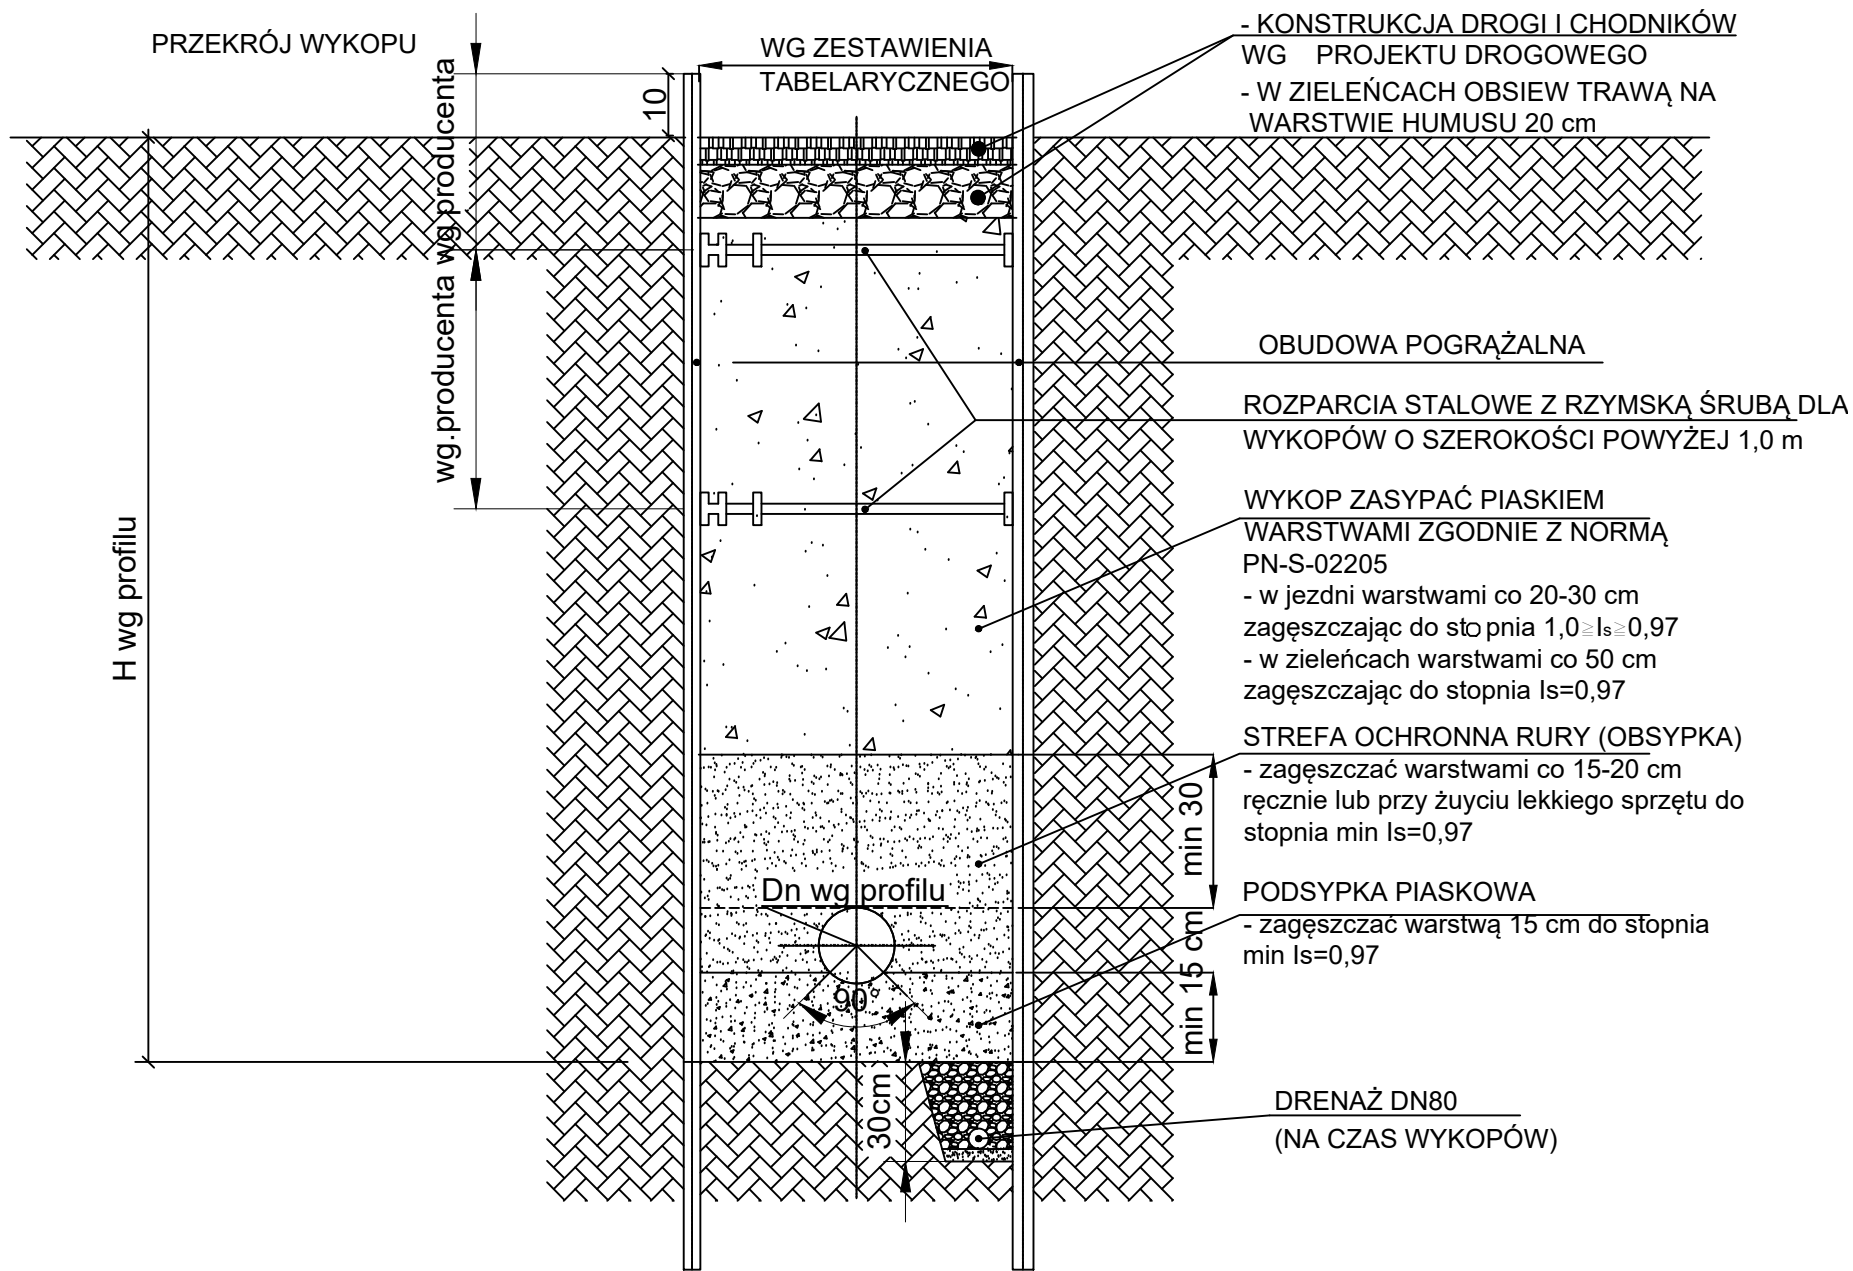 PRZEKRÓJ WYKOPU
WG ZESTAWIENIA
TABELARYCZNEGO
10
wg.producenta
wg.producenta
H wg profilu
- KONSTRUKCJA DROGI I CHODNIKÓW
WG PROJEKTU DROGOWEGO
- W ZIELEŃCACH OBSIEW TRAWĄ NA
WARSTWIE HUMUSU 20 cm
OBUDOWA POGRĄŻALNA
ROZPARCIA STALOWE Z RZYMSKĄ ŚRUBĄ DLA
WYKOPÓW O SZEROKOŚCI POWYŻEJ 1,0 m
WYKOP ZASYPAĆ PIASKIEM
WARSTWAMI ZGODNIE Z NORMĄ
PN-S-02205
- w jezdni warstwami co 20-30 cm
zagęszczając do stopnia 1,0≧Is≧0,97
- w zieleńcach warstwami co 50 cm
zagęszczając do stopnia Is=0,97
STREFA OCHRONNA RURY (OBSYPKA)
- zagęszczać warstwami co 15-20 cm
ręcznie lub przy żuyciu lekkiego sprzętu do
stopnia min Is=0,97
min 30
Dn wg profilu
PODSYPKA PIASKOWA
- zagęszczać warstwą 15 cm do stopnia
min Is=0,97
min 15 cm
90°
30cm
DRENAŻ DN80
(NA CZAS WYKOPÓW)